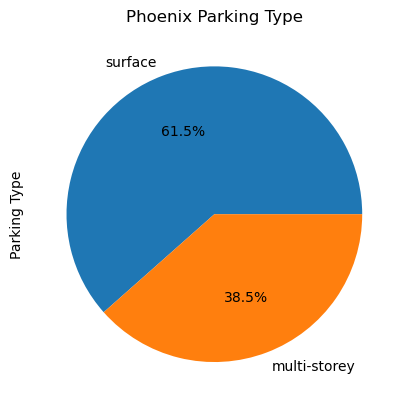 Phoenix Parking Type
surface
61.5%
Parking Type
38.5%
multi-storey